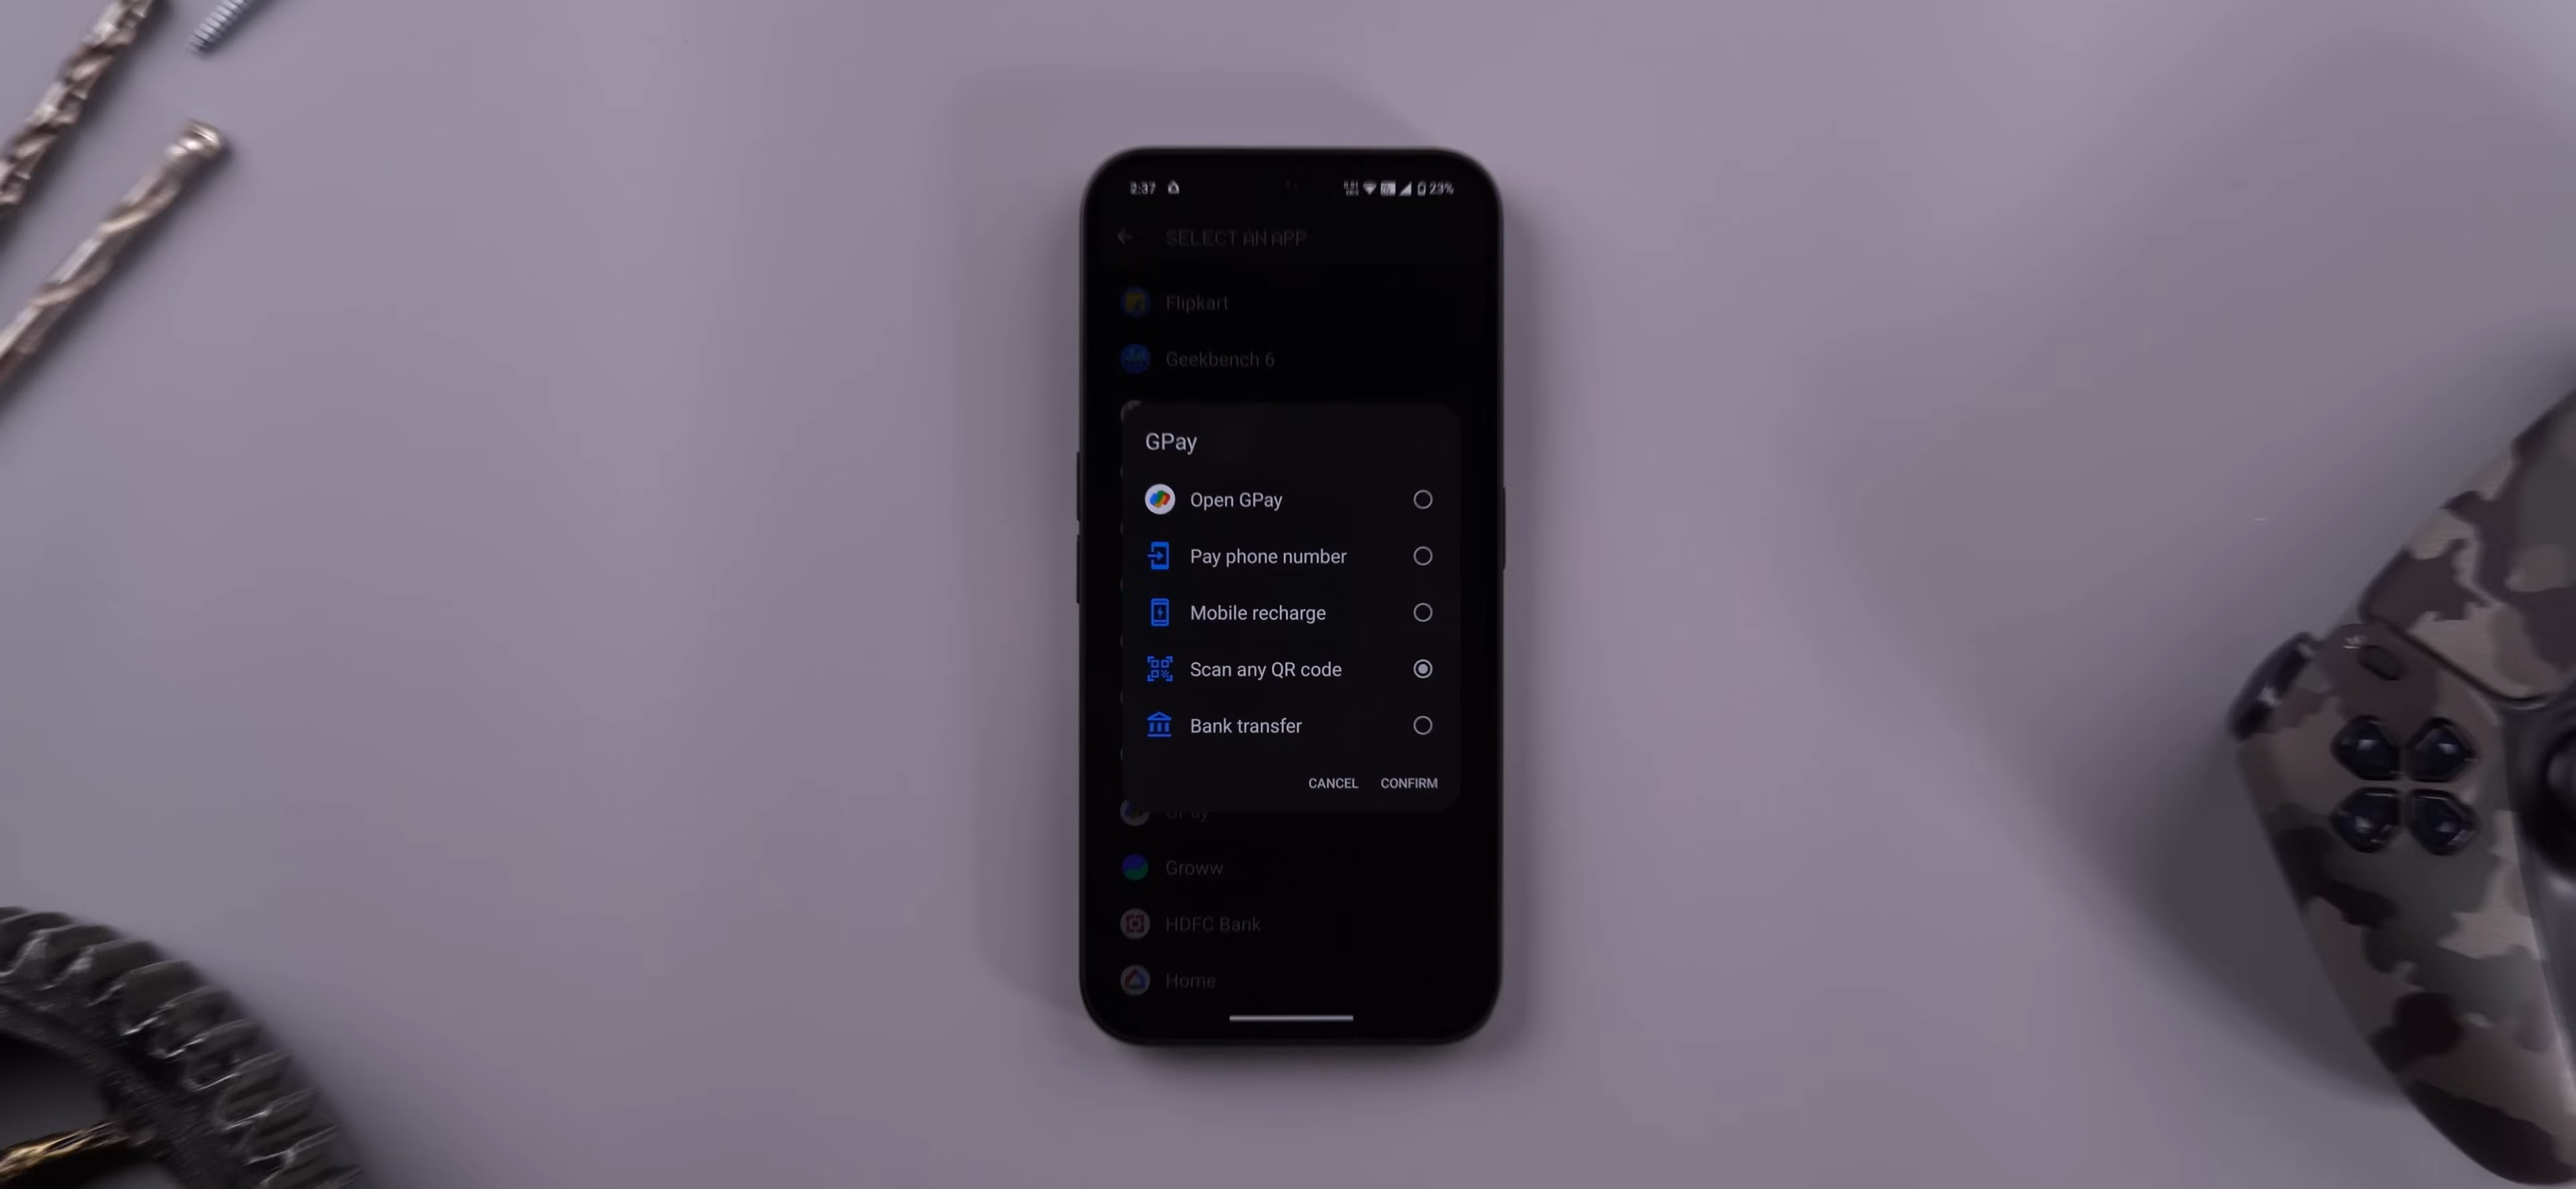 2:37
23%
SELECT AN APP
Flipkart
Geekbench 6
GPay
Open GPay
Pay phone number
Mobile recharge
Scan any QR code
Bank transfer
CANCEL CONFIRM
GPay
Groww
HDFC Bank
Home